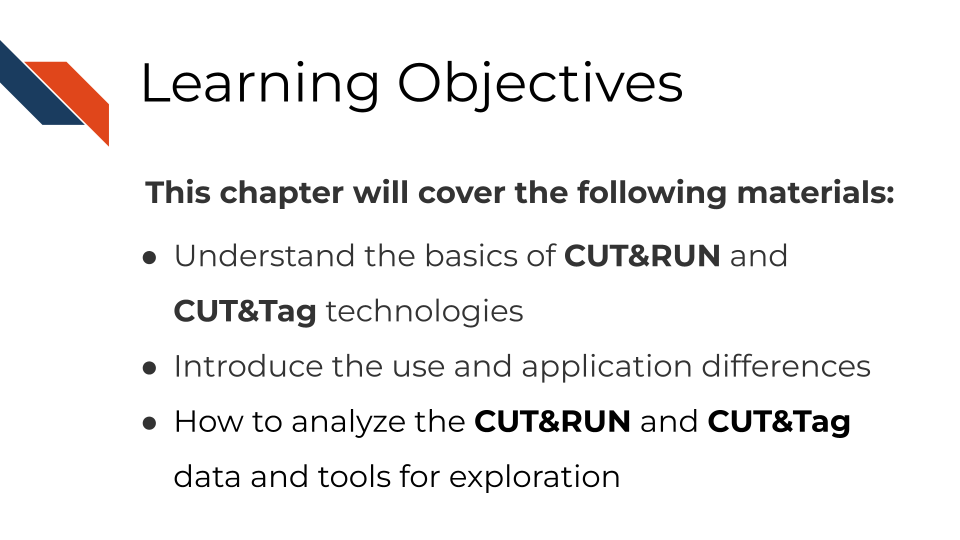 Learning Objectives
This chapter will cover the following materials:
● Understand the basics of CUT&RUN and
CUT&Tag technologies
● Introduce the use and application differences
● How to analyze the CUT&RUN and CUT&Tag
data and tools for exploration